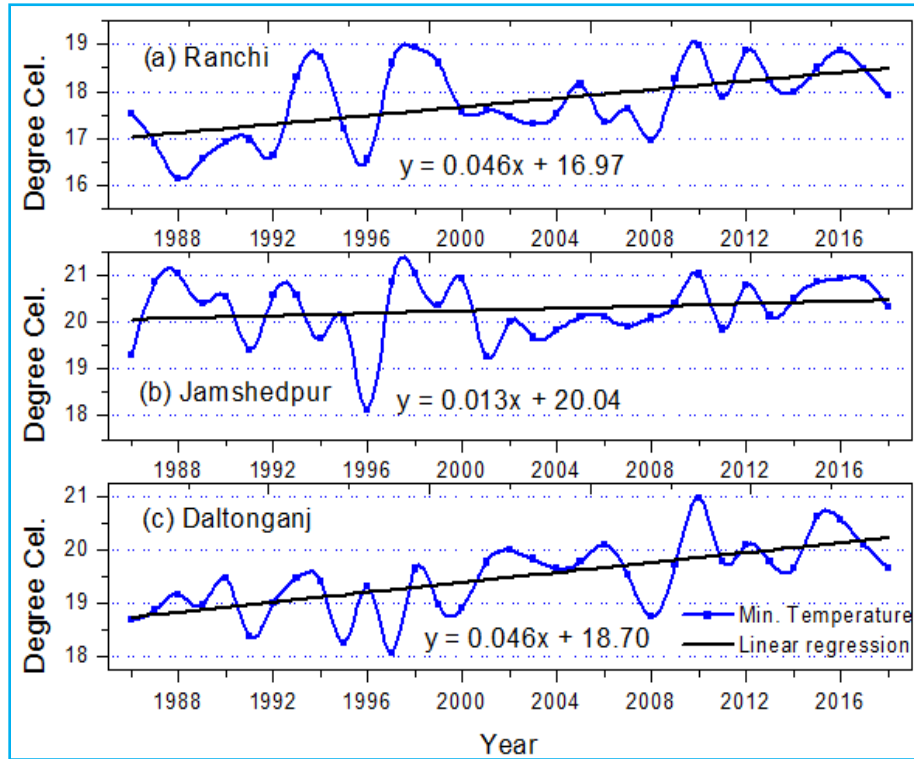 Degree Cel.
19
18
17
16
(a) Ranchi
y = 0.046x + 16.97
1988 1992 1996 2000 2004 2008 2012 2016
Degree Cel.
21
20
19
18
(b) Jamshedpur
y = 0.013x + 20.04
1988 1992 1996 2000 2004 2008 2012 2016
Degree Cel.
21
20
19
18
(c) Daltonganj
Min. Temperature
y = 0.046x + 18.70
Linear regression
1988 1992 1996 2000 2004 2008 2012 2016
Year